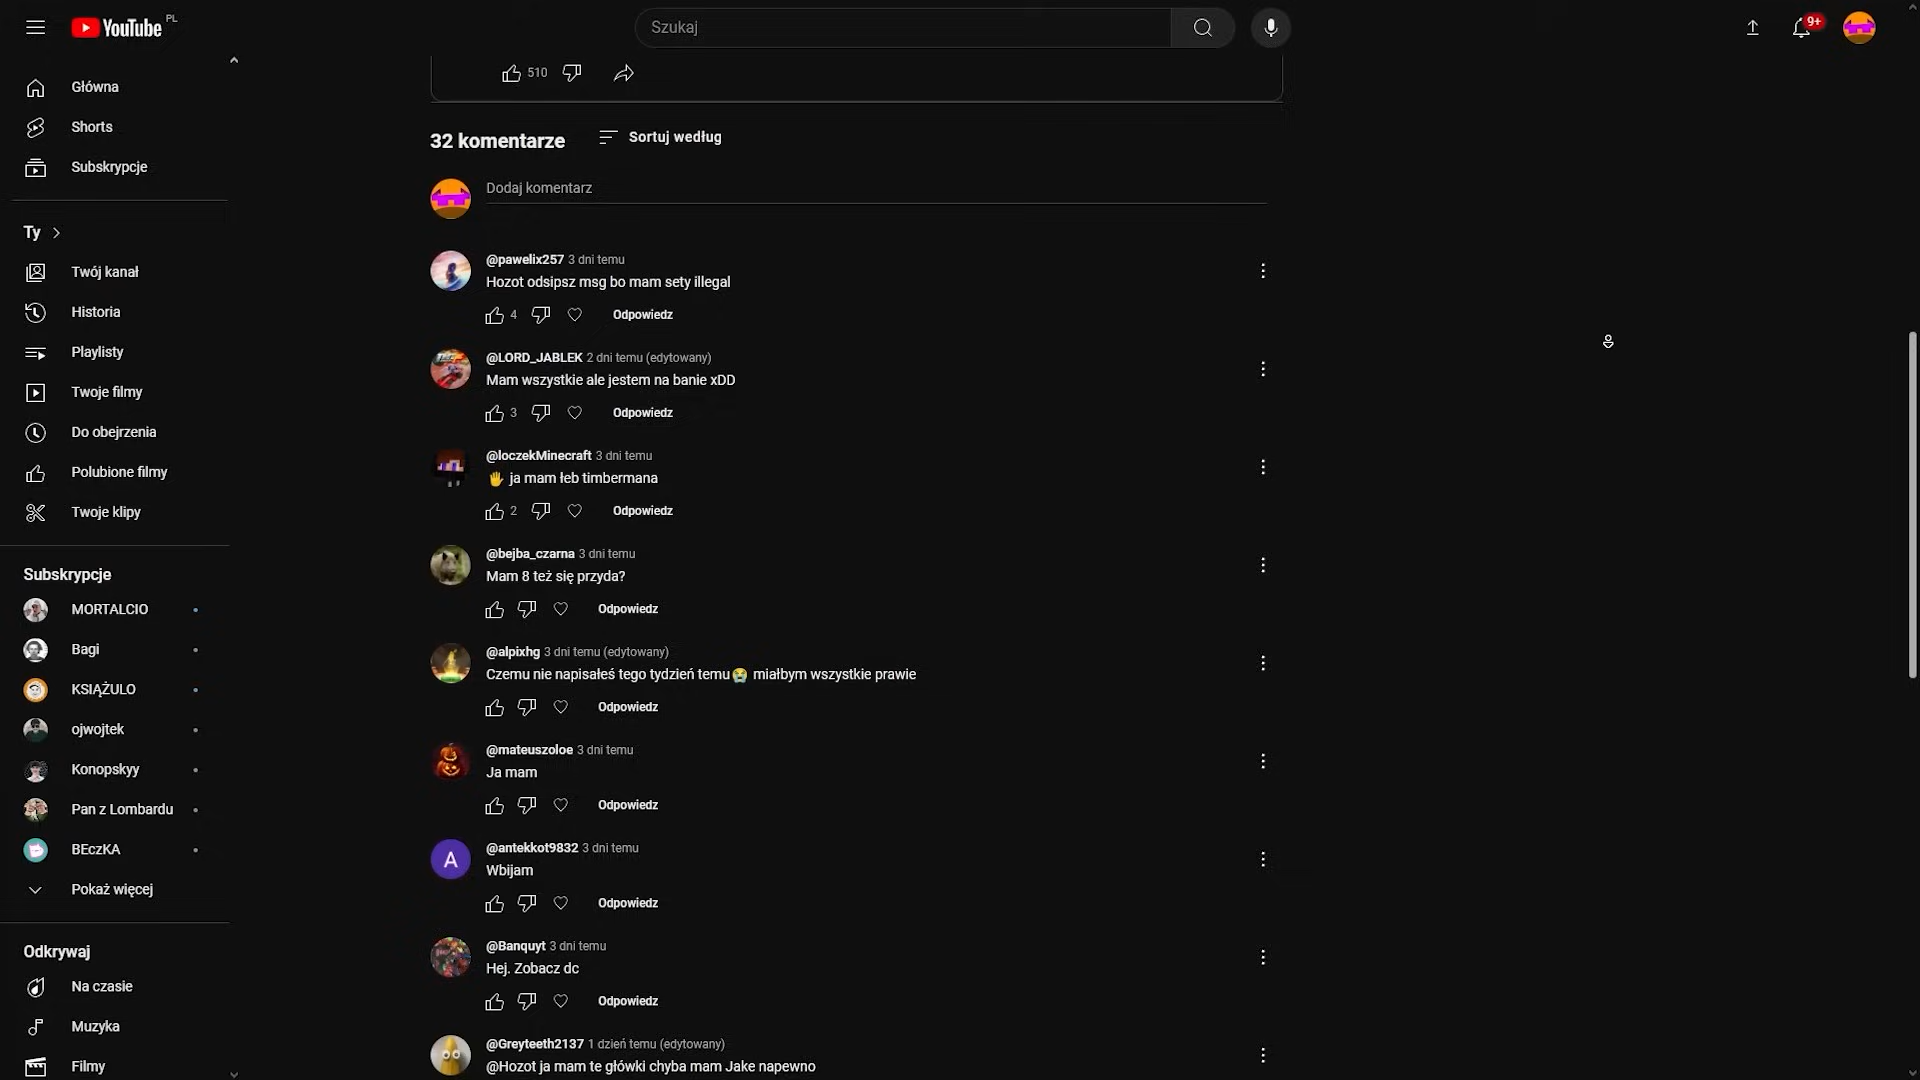 YouTube PL
Szukaj
9+
Główna
Shorts
Subskrypcje
Ty
Twój kanał
Historia
Playlisty
Twoje filmy
Do obejrzenia
Polubione filmy
Twoje klipy
Subskrypcje
MORTALCIO
Bagi
KSIĄŻULO
ojwojtek
Konopskyy
Pan z Lombardu
BEczKA
Pokaż więcej
Odkrywaj
Na czasie
Muzyka
Filmy
510
32 komentarze Sortuj według
Dodaj komentarz
@pawelix257 3 dni temu
Hozot odsipsz msg bo mam sety illegal
4 Odpowiedz
@LORD_JABLEK 2 dni temu (edytowany)
Mam wszystkie ale jestem na banie xDD
3 Odpowiedz
@loczekMinecraft 3 dni temu
🖐 ja mam łeb timbermana
2 Odpowiedz
@bejba_czarna 3 dni temu
Mam 8 też się przyda?
Odpowiedz
@alpixhg 3 dni temu (edytowany)
Czemu nie napisałeś tego tydzień temu😭 miałbym wszystkie prawie
Odpowiedz
@mateuszoloe 3 dni temu
Ja mam
Odpowiedz
A
@antekkot9832 3 dni temu
Wbijam
Odpowiedz
@Banquyt 3 dni temu
Hej. Zobacz dc
Odpowiedz
@Greyteeth2137 1 dzień temu (edytowany)
@Hozot ja mam te główki chyba mam Jake napewno